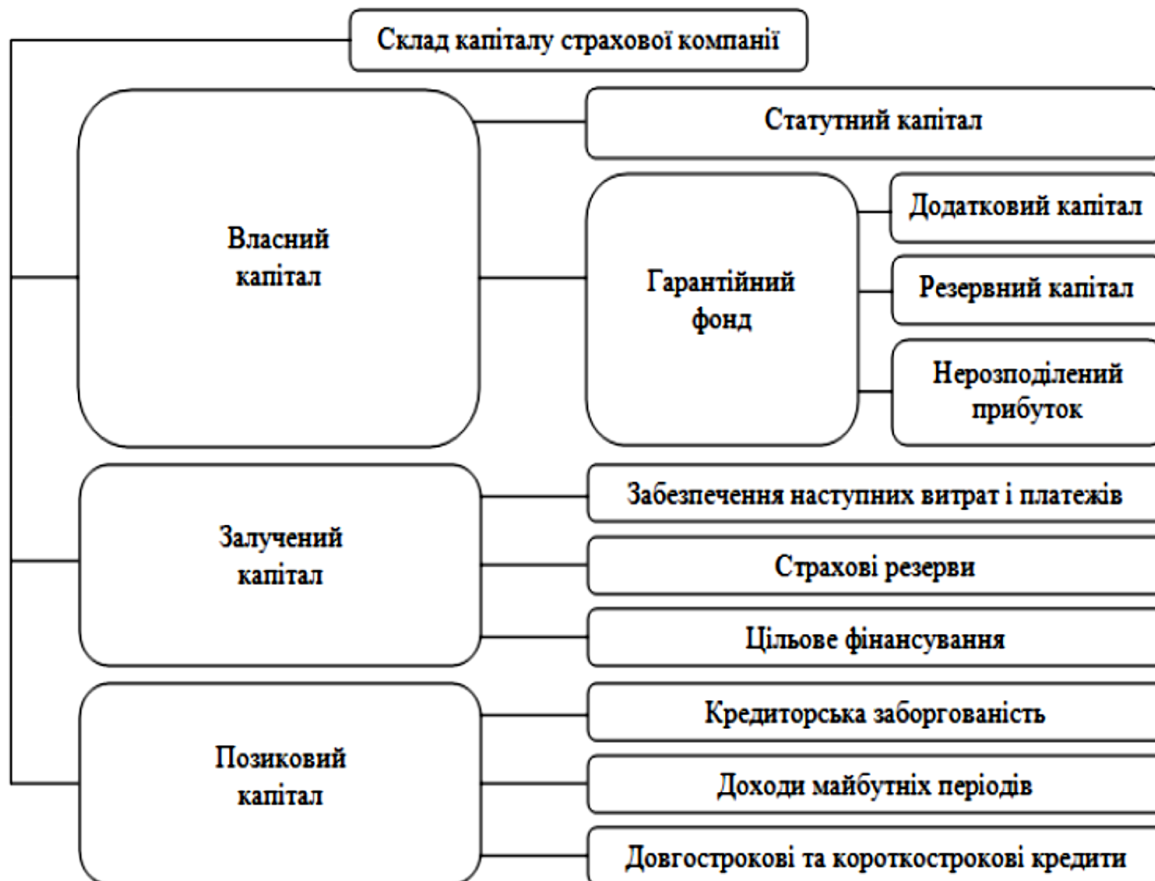 Склад капіталу страхової компанії
Статутний капітал
Власний
капітал
Гарантійний
фонд
Додатковий капітал
Резервний капітал
Нерозподілений
прибуток
Залучений
капітал
Забезпечення наступних витрат і платежів
Страхові резерви
Цільове фінансування
Позиковий
капітал
Кредиторська заборгованість
Доходи майбутніх періодів
Довгострокові та короткострокові кредити